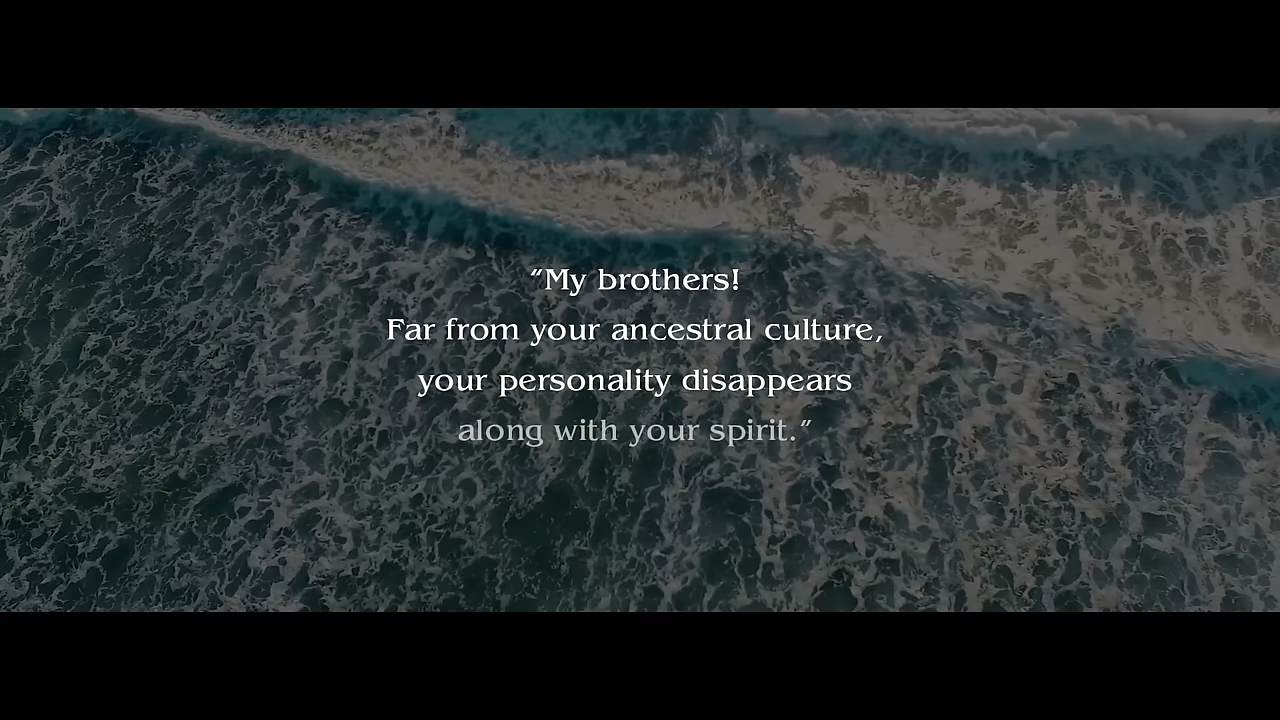 “My brothers!
Far from your ancestral culture,
your personality disappears
along with your spirit.”